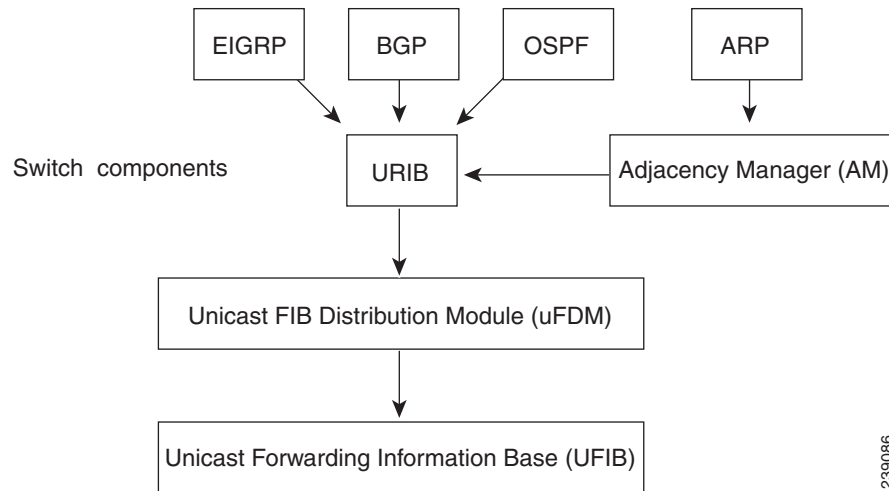 EIGRP
BGP
OSPF
ARP
Switch components
URIB
Adjacency Manager (AM)
Unicast FIB Distribution Module (uFDM)
Unicast Forwarding Information Base (UFIB)
239086